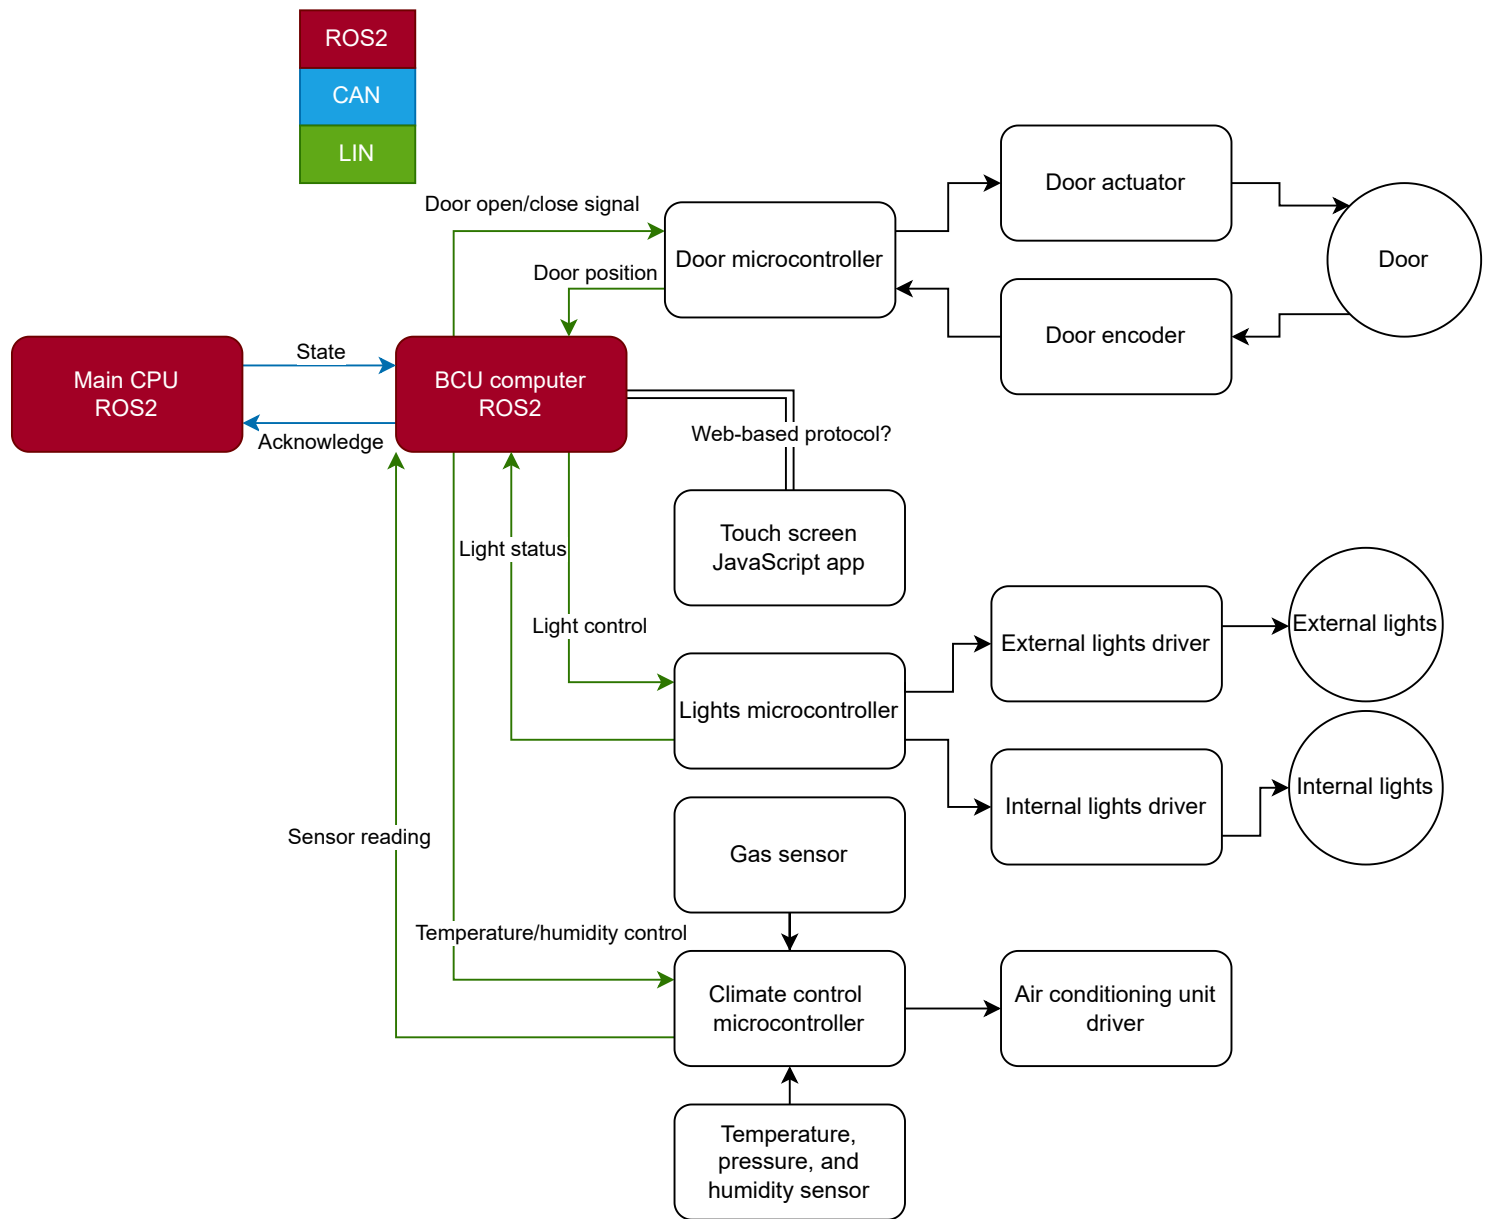 ROS2
CAN
LIN
Door open/close signal
Door position
Door microcontroller
Door actuator
Door encoder
Door
Main CPU
ROS2
State
Acknowledge
BCU computer
ROS2
Web-based protocol?
Touch screen
JavaScript app
Light status
Light control
Lights microcontroller
External lights driver
External lights
Internal lights driver
Internal lights
Sensor reading
Gas sensor
Temperature/humidity control
Climate control
microcontroller
Air conditioning unit
driver
Temperature,
pressure, and
humidity sensor